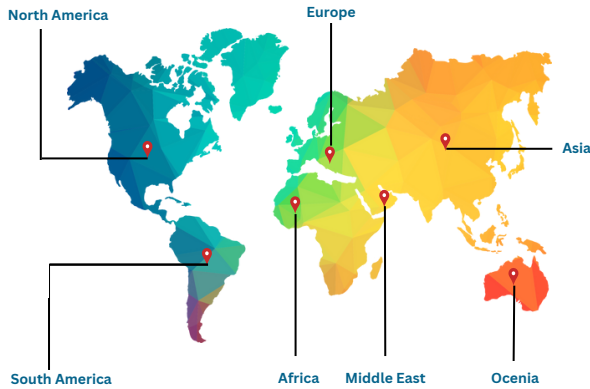 North America
Europe
Asia
South America
Africa
Middle East
Ocenia